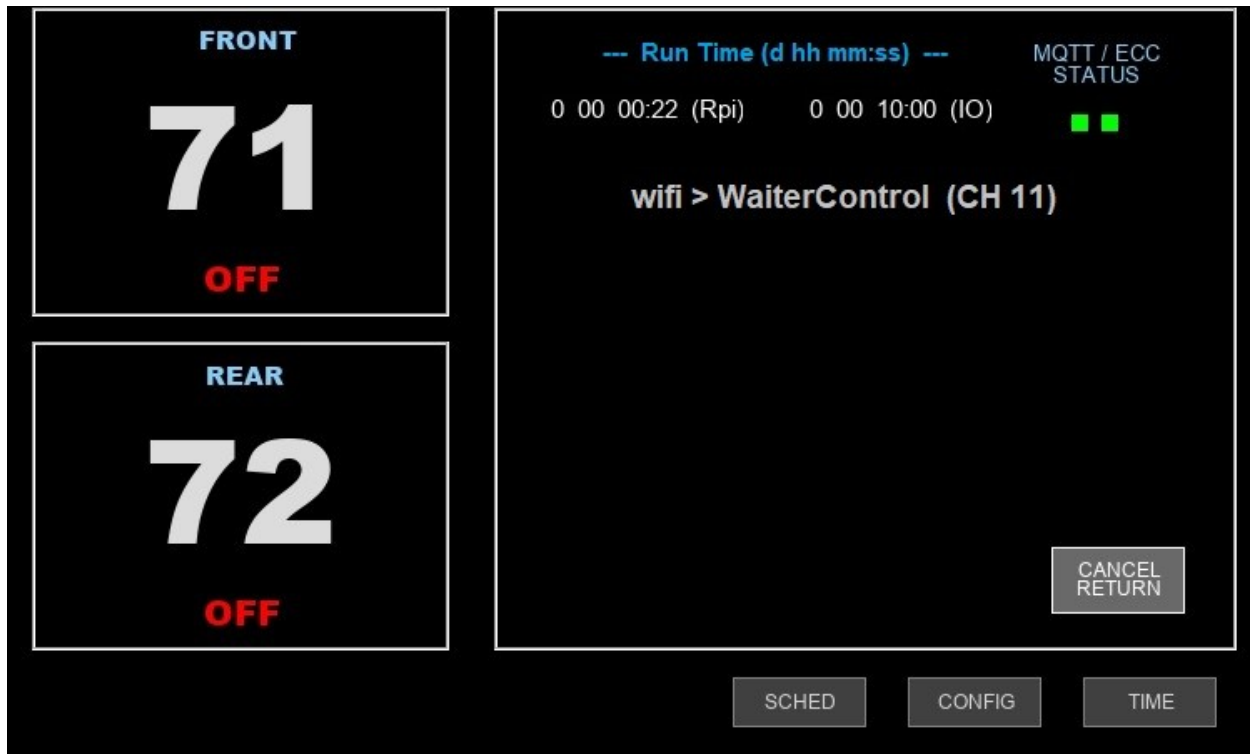 FRONT
71
OFF
REAR
72
OFF
--- Run Time (d hh mm:ss) ---
0 00 00:22 (Rpi) 0 00 10:00 (IO)
MQTT / ECC
STATUS
wifi > WaiterControl (CH 11)
CANCEL
RETURN
SCHED CONFIG TIME